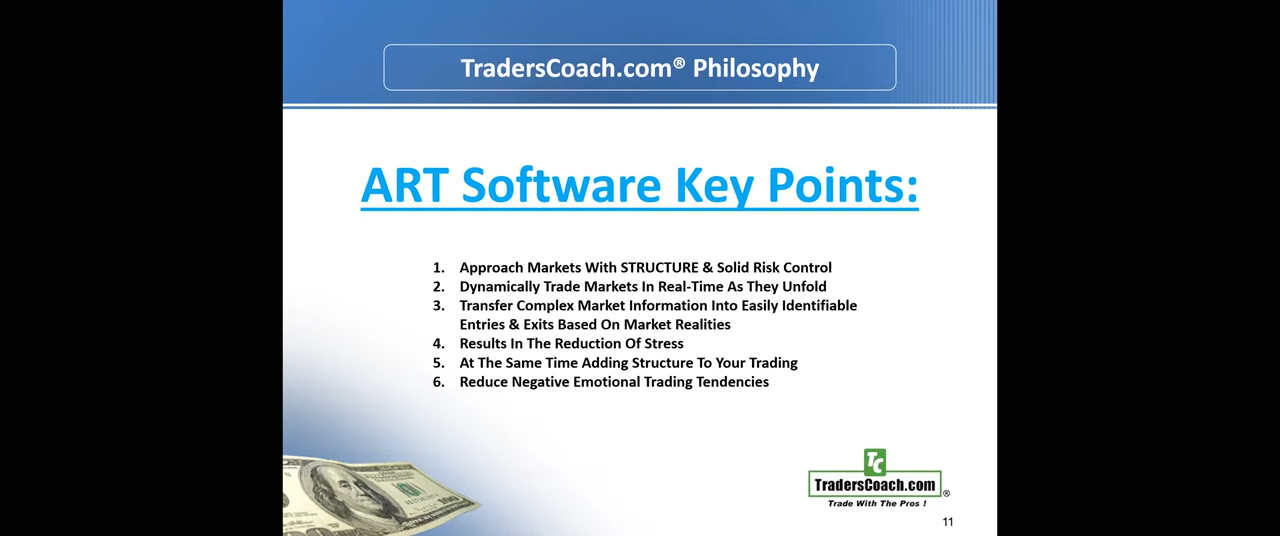 TradersCoach.com® Philosophy
ART Software Key Points:
1. Approach Markets With STRUCTURE & Solid Risk Control
2. Dynamically Trade Markets In Real-Time As They Unfold
3. Transfer Complex Market Information Into Easily Identifiable
Entries & Exits Based On Market Realities
4. Results In The Reduction Of Stress
5. At The Same Time Adding Structure To Your Trading
6. Reduce Negative Emotional Trading Tendencies
TC
TradersCoach.com®
Trade With The Pros !
100
11